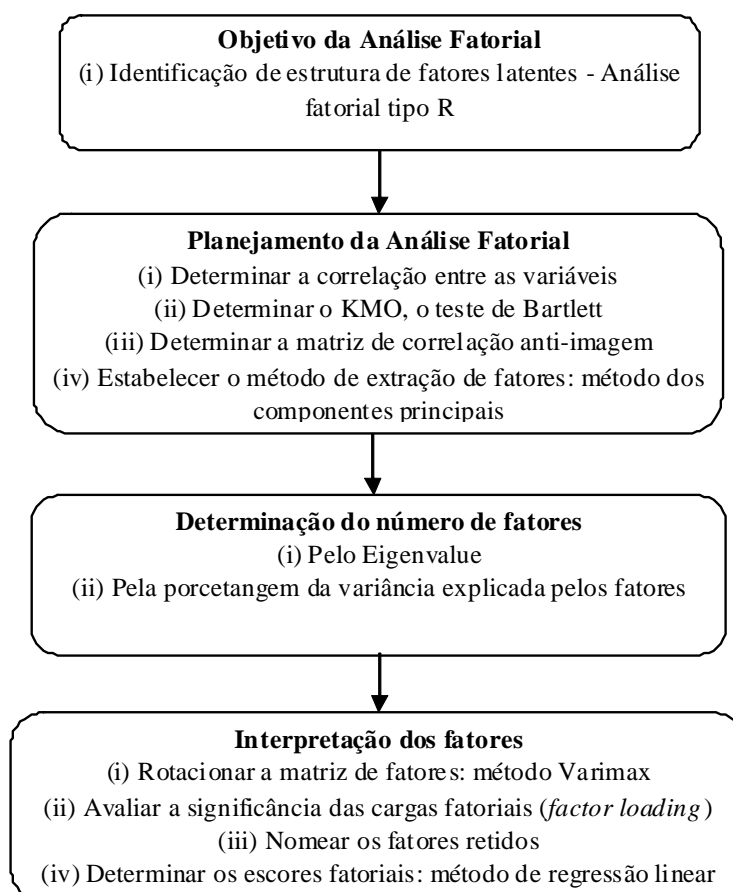 Objetivo da Análise Fatorial
(i) Identificação de estrutura de fatores latentes - Análise
fatorial tipo R
Planejamento da Análise Fatorial
(i) Determinar a correlação entre as variáveis
(ii) Determinar o KMO, o teste de Bartlett
(iii) Determinar a matriz de correlação anti-imagem
(iv) Estabelecer o método de extração de fatores: método dos
componentes principais
Determinação do número de fatores
(i) Pelo Eigenvalue
(ii) Pela porcetangem da variância explicada pelos fatores
Interpretação dos fatores
(i) Rotacionar a matriz de fatores: método Varimax
(ii) Avaliar a significância das cargas fatoriais (factor loading)
(iii) Nomear os fatores retidos
(iv) Determinar os escores fatoriais: método de regressão linear